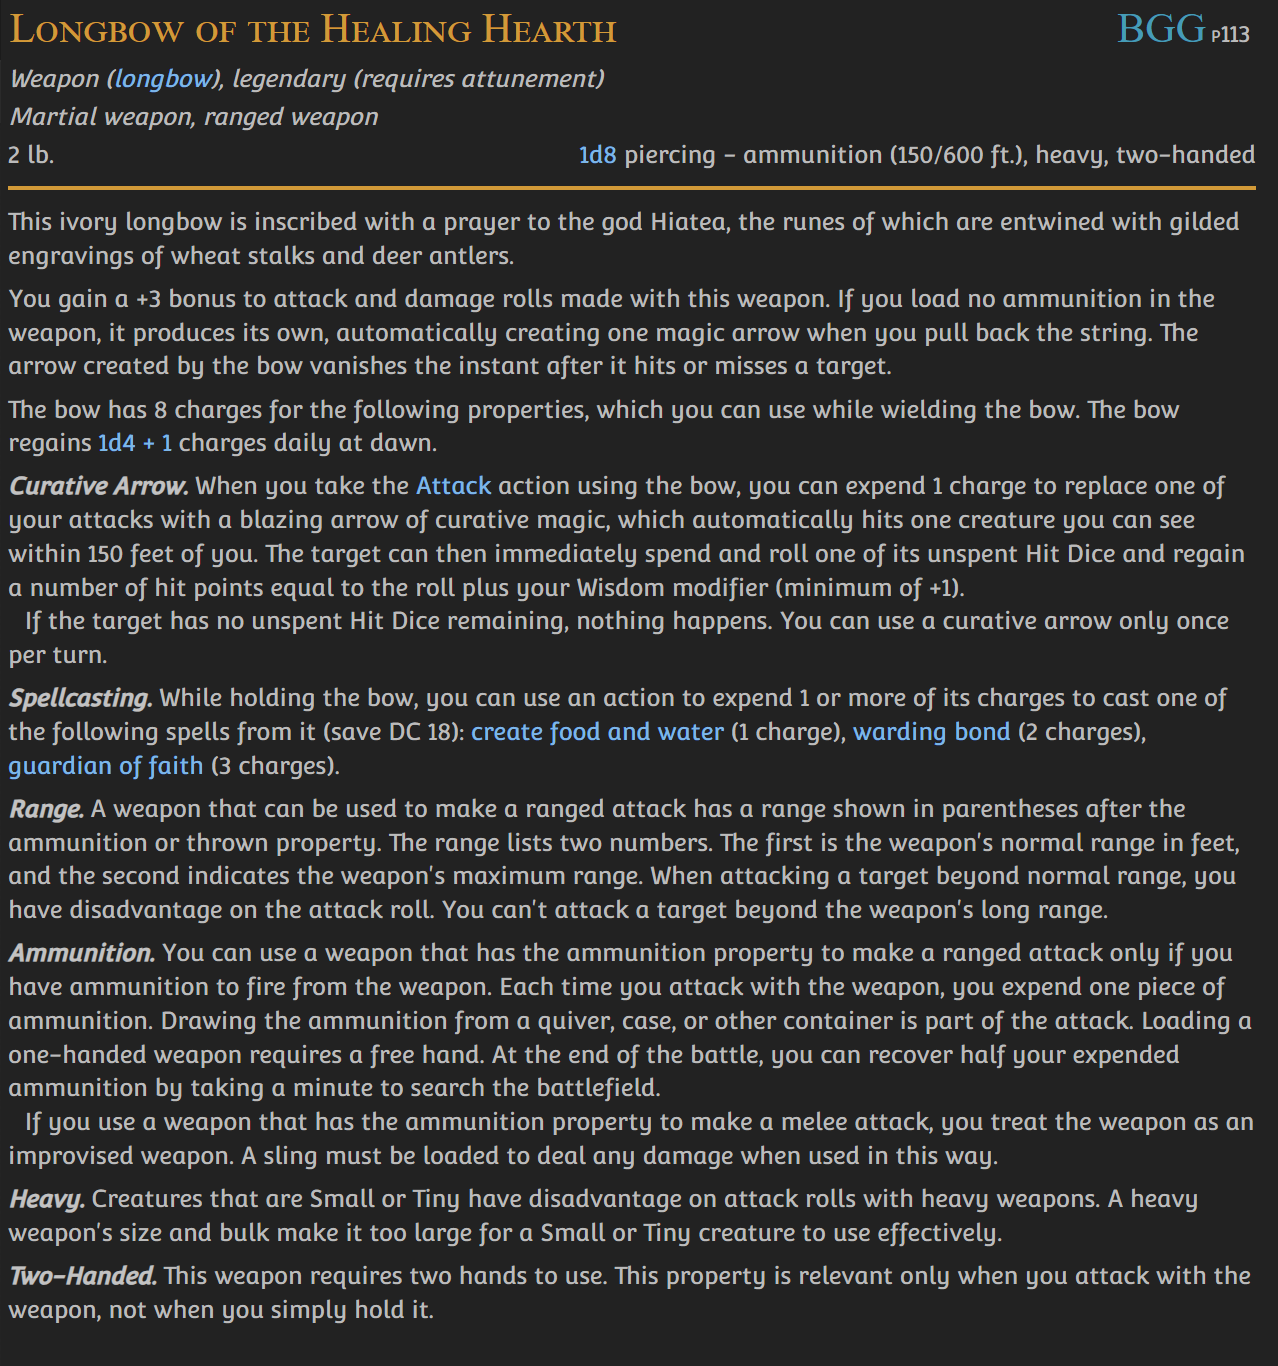 Longbow of the Healing Hearth BGG p113
Weapon (longbow), legendary (requires attunement)
Martial weapon, ranged weapon
2 lb. 1d8 piercing – ammunition (150/600 ft.), heavy, two-handed
This ivory longbow is inscribed with a prayer to the god Hiatea, the runes of which are entwined with gilded
engravings of wheat stalks and deer antlers.
You gain a +3 bonus to attack and damage rolls made with this weapon. If you load no ammunition in the
weapon, it produces its own, automatically creating one magic arrow when you pull back the string. The
arrow created by the bow vanishes the instant after it hits or misses a target.
The bow has 8 charges for the following properties, which you can use while wielding the bow. The bow
regains 1d4 + 1 charges daily at dawn.
Curative Arrow. When you take the Attack action using the bow, you can expend 1 charge to replace one of
your attacks with a blazing arrow of curative magic, which automatically hits one creature you can see
within 150 feet of you. The target can then immediately spend and roll one of its unspent Hit Dice and regain
a number of hit points equal to the roll plus your Wisdom modifier (minimum of +1).
If the target has no unspent Hit Dice remaining, nothing happens. You can use a curative arrow only once
per turn.
Spellcasting. While holding the bow, you can use an action to expend 1 or more of its charges to cast one of
the following spells from it (save DC 18): create food and water (1 charge), warding bond (2 charges),
guardian of faith (3 charges).
Range. A weapon that can be used to make a ranged attack has a range shown in parentheses after the
ammunition or thrown property. The range lists two numbers. The first is the weapon's normal range in feet,
and the second indicates the weapon's maximum range. When attacking a target beyond normal range, you
have disadvantage on the attack roll. You can't attack a target beyond the weapon's long range.
Ammunition. You can use a weapon that has the ammunition property to make a ranged attack only if you
have ammunition to fire from the weapon. Each time you attack with the weapon, you expend one piece of
ammunition. Drawing the ammunition from a quiver, case, or other container is part of the attack. Loading a
one-handed weapon requires a free hand. At the end of the battle, you can recover half your expended
ammunition by taking a minute to search the battlefield.
If you use a weapon that has the ammunition property to make a melee attack, you treat the weapon as an
improvised weapon. A sling must be loaded to deal any damage when used in this way.
Heavy. Creatures that are Small or Tiny have disadvantage on attack rolls with heavy weapons. A heavy
weapon's size and bulk make it too large for a Small or Tiny creature to use effectively.
Two-Handed. This weapon requires two hands to use. This property is relevant only when you attack with the
weapon, not when you simply hold it.